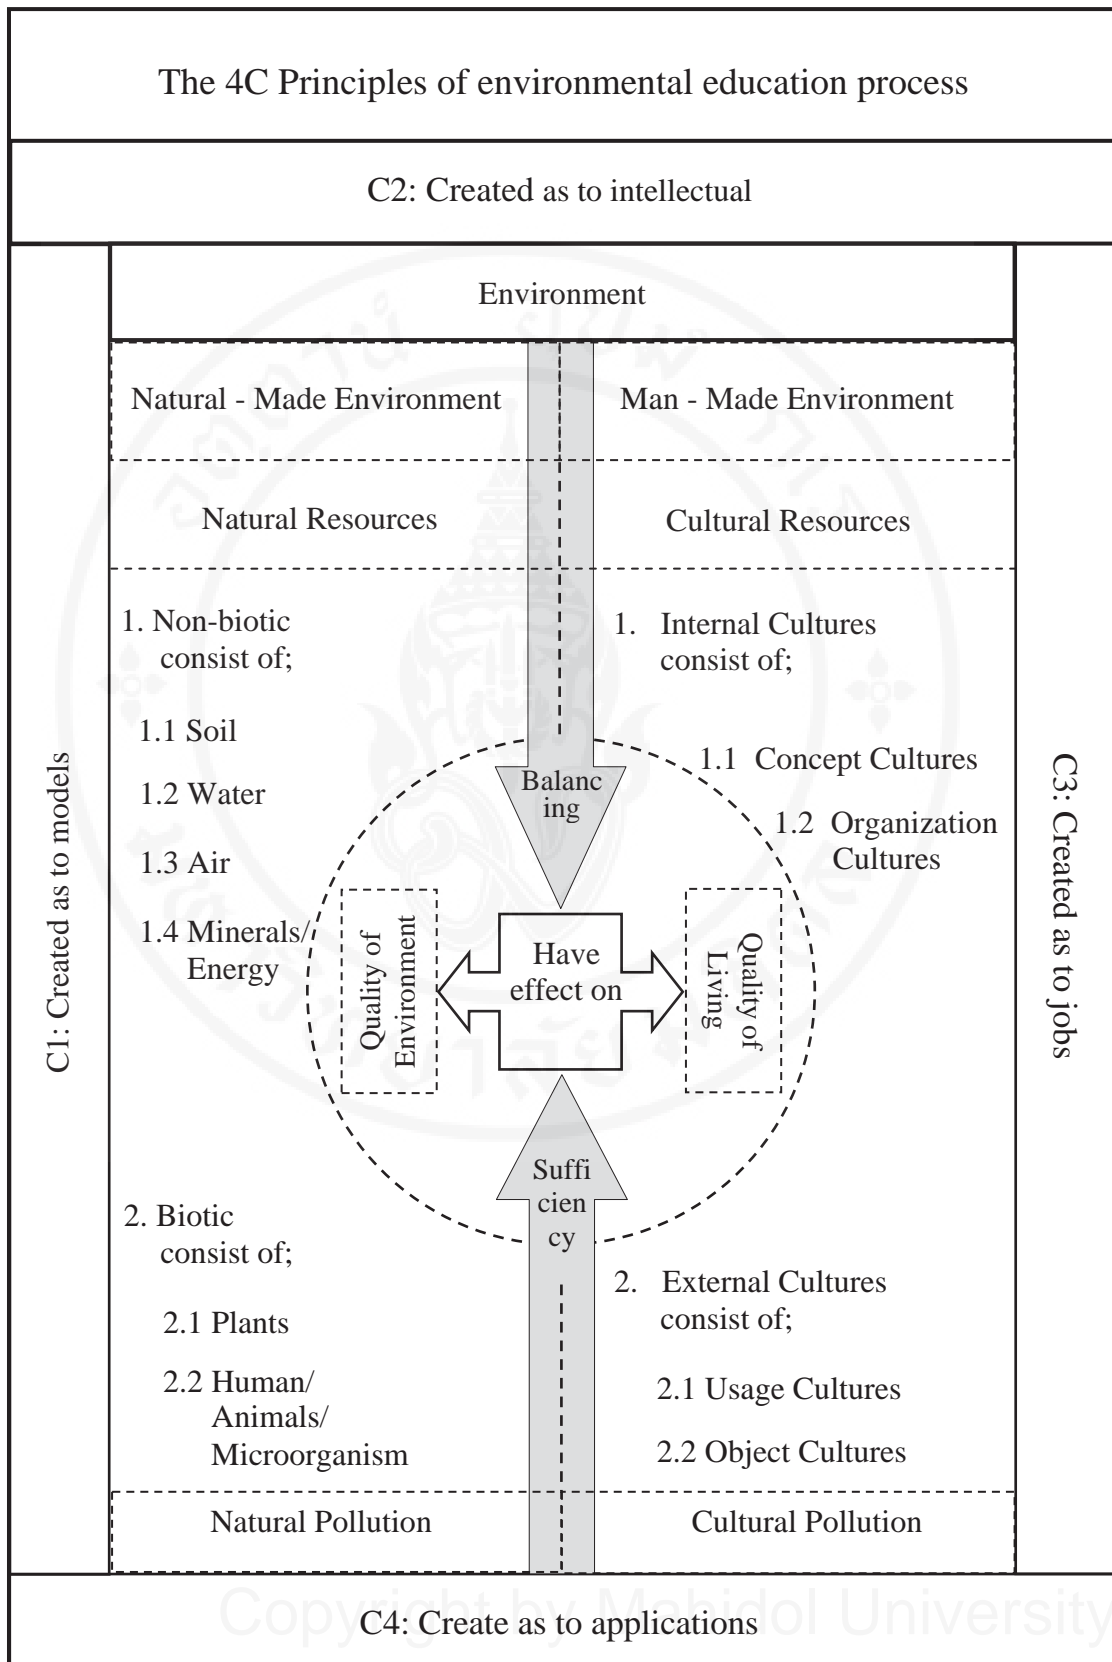 The 4C Principles of environmental education process
C2: Created as to intellectual
Environment
Natural - Made Environment
Man - Made Environment
Natural Resources
Cultural Resources
1. Non-biotic
consist of;
1.1 Soil
1.2 Water
1.3 Air
1.4 Minerals/
Energy
2. Biotic
consist of;
2.1 Plants
2.2 Human/
Animals/
Microorganism
1. Internal Cultures
consist of;
1.1 Concept Cultures
1.2 Organization
Cultures
2. External Cultures
consist of;
2.1 Usage Cultures
2.2 Object Cultures
Balanc
ing
Have
effect on
Quality of
Environment
Quality of
Living
Suffi
cien
cy
Natural Pollution
Cultural Pollution
C1: Created as to models
C3: Created as to jobs
C4: Create as to applications
Copyright by Mahidol University